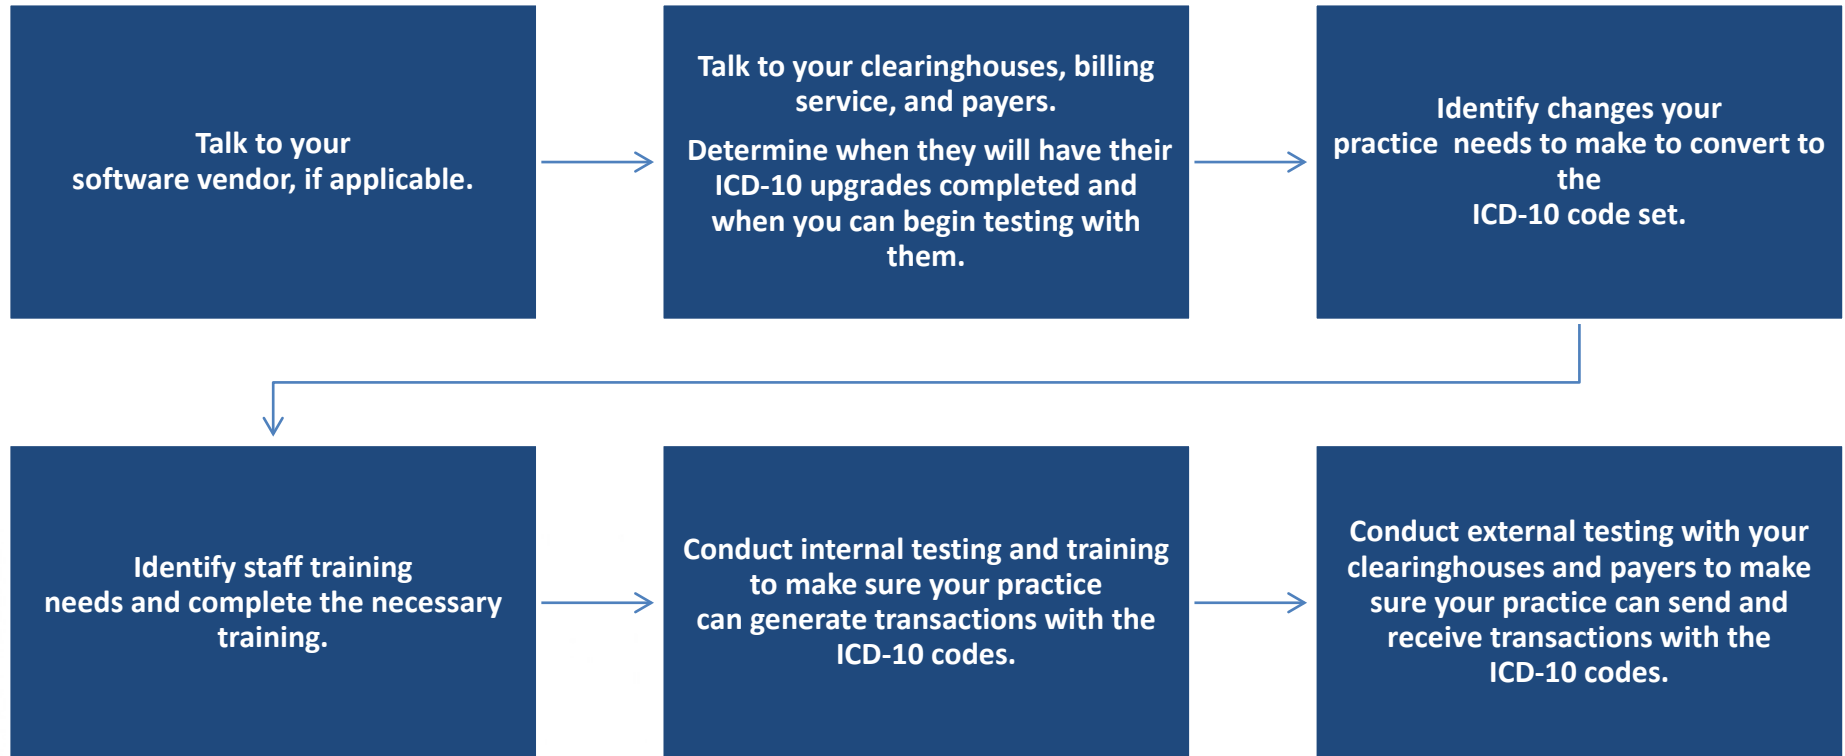 Talk to your
software vendor, if applicable.
Talk to your clearinghouses, billing
service, and payers.
Determine when they will have their
ICD-10 upgrades completed and
when you can begin testing with
them.
Identify changes your
practice  needs to make to convert to
the
ICD-10 code set.
Identify staff training
needs and complete the necessary
training.
Conduct internal testing and training
to make sure your practice
can generate transactions with the
ICD-10 codes.
Conduct external testing with your
clearinghouses and payers to make
sure your practice can send and
receive transactions with the
ICD-10 codes.